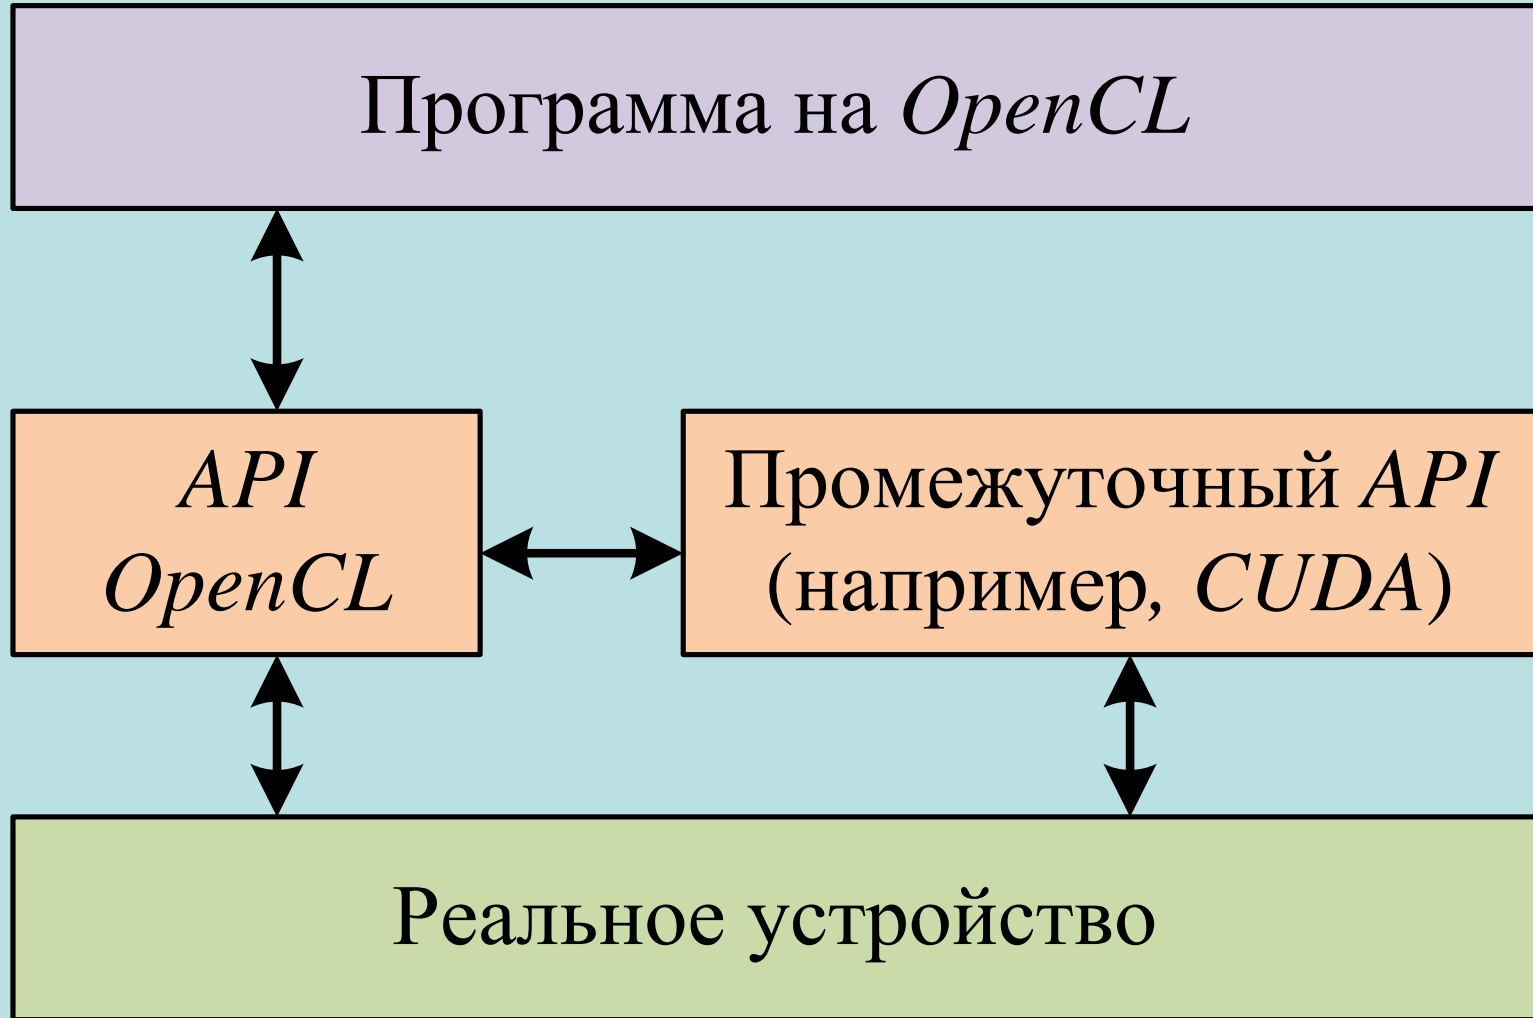 Программа на OpenCL
API
OpenCL
Промежуточный API
(например, CUDA)
Реальное устройство